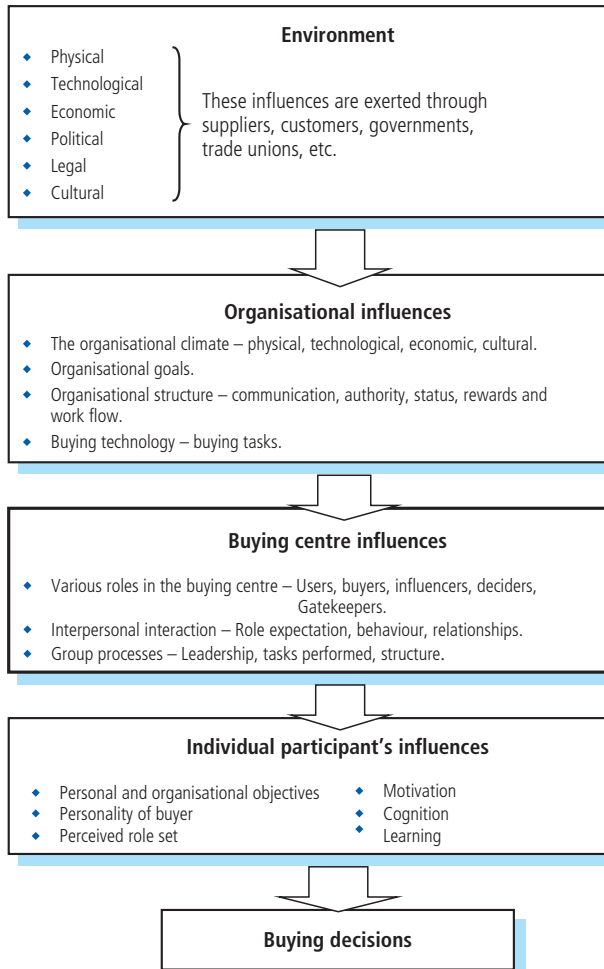 Environment
Physical
Technological
Economic
Political
Legal
Cultural
These influences are exerted through
suppliers, customers, governments,
trade unions, etc.
Organisational influences
The organisational climate – physical, technological, economic, cultural.
Organisational goals.
Organisational structure – communication, authority, status, rewards and
work flow.
Buying technology – buying tasks.
Buying centre influences
Various roles in the buying centre – Users, buyers, influencers, deciders,
Gatekeepers.
Interpersonal interaction – Role expectation, behaviour, relationships.
Group processes – Leadership, tasks performed, structure.
Individual participant's influences
Personal and organisational objectives
Personality of buyer
Perceived role set
Motivation
Cognition
Learning
Buying decisions